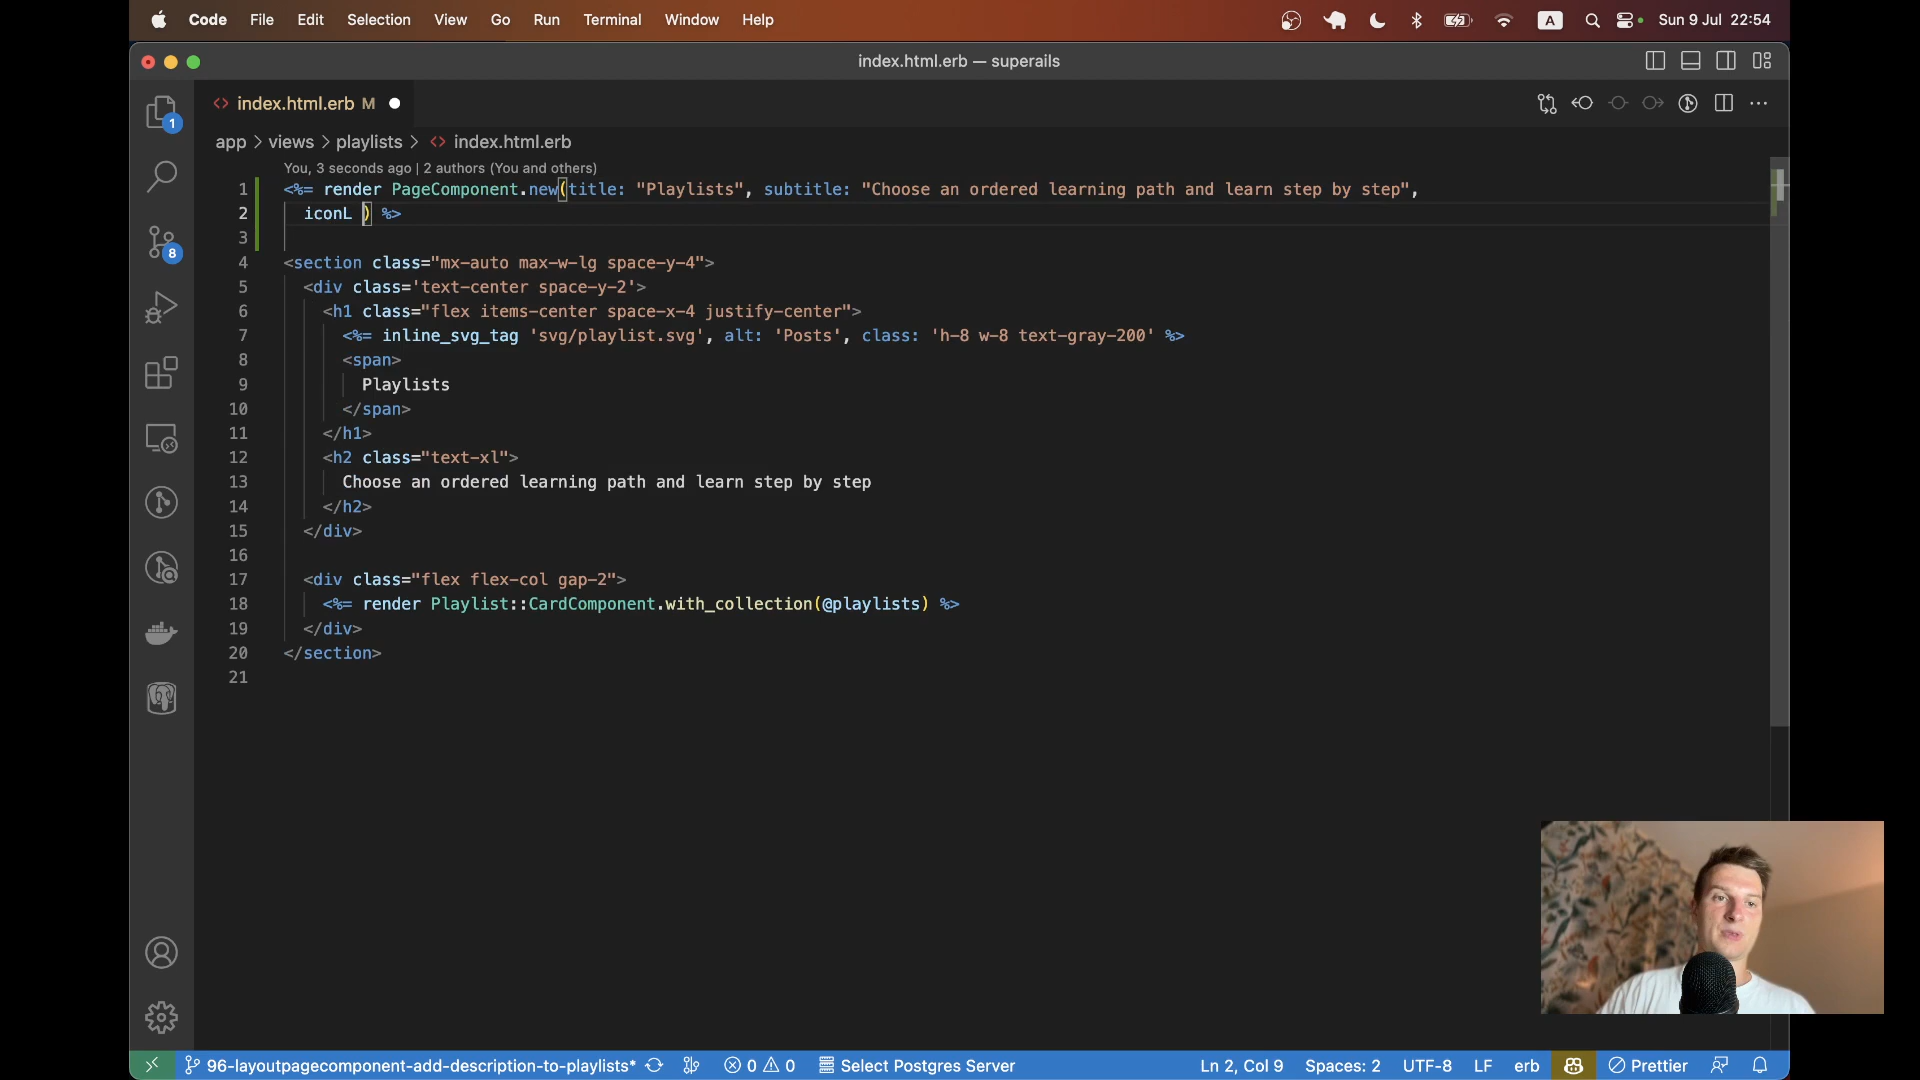 Code File Edit Selection View Go Run Terminal Window Help A Sun 9 Jul 22:54
index.html.erb — superails
<> index.html.erb M
app > views > playlists > <> index.html.erb
You, 3 seconds ago | 2 authors (You and others)
1 <%= render PageComponent.new(title: "Playlists", subtitle: "Choose an ordered learning path and learn step by step",
2 iconL ) %>
3
4 <section class="mx-auto max-w-lg space-y-4">
5 <div class='text-center space-y-2'>
6 <h1 class="flex items-center space-x-4 justify-center">
7 <%= inline_svg_tag 'svg/playlist.svg', alt: 'Posts', class: 'h-8 w-8 text-gray-200' %>
8 <span>
9 Playlists
10 </span>
11 </h1>
12 <h2 class="text-xl">
13 Choose an ordered learning path and learn step by step
14 </h2>
15 </div>
16
17 <div class="flex flex-col gap-2">
18 <%= render Playlist::CardComponent.with_collection(@playlists) %>
19 </div>
20 </section>
21
1
8
96-layoutpagecomponent-add-description-to-playlists* 0 0 Select Postgres Server Ln 2, Col 9 Spaces: 2 UTF-8 LF erb Prettier